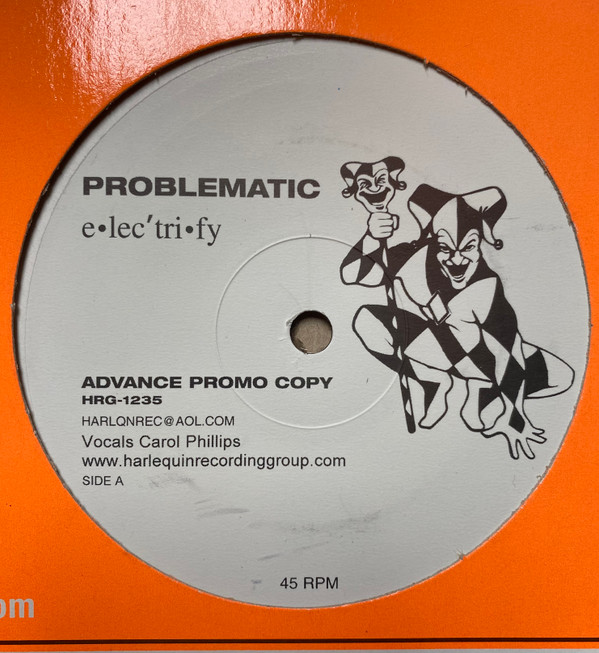 PROBLEMATIC
e•lec′tri•fy
ADVANCE PROMO COPY
HRG-1235
HARLQNREC@AOL.COM
Vocals Carol Phillips
www.harlequinrecordinggroup.com
SIDE A
45 RPM
om